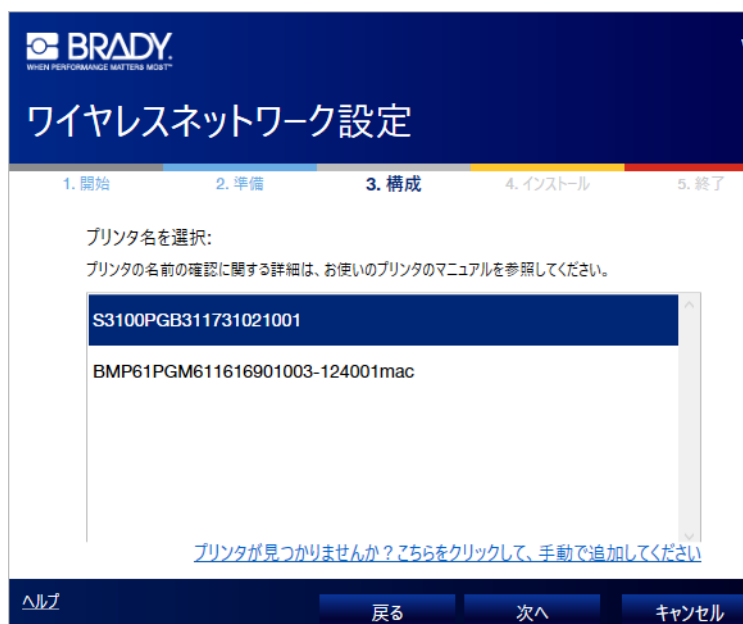 BRADY.
WHEN PERFORMANCE MATTERS MOST™
ワイヤレスネットワーク設定
1. 開始 2. 準備 3. 構成 4. インストール 5. 終了
プリンタ名を選択:
プリンタの名前の確認に関する詳細は、お使いのプリンタのマニュアルを参照してください。
S3100PGB311731021001
BMP61PGM611616901003-124001mac
プリンタが見つかりませんか？こちらをクリックして、手動で追加してください
ヘルプ 戻る 次へ キャンセル